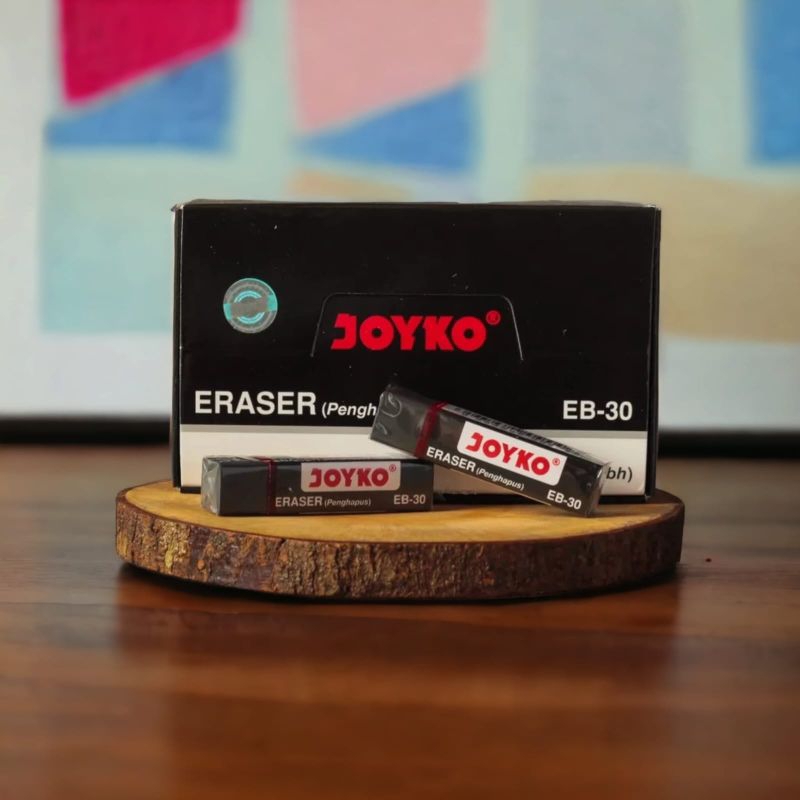 JOYKO®
ERASER (Pengh
EB-30
bh)
JOYKO®
ERASER (Penghapus)
EB-30
JOYKO®
ERASER (Penghapus) EB-30